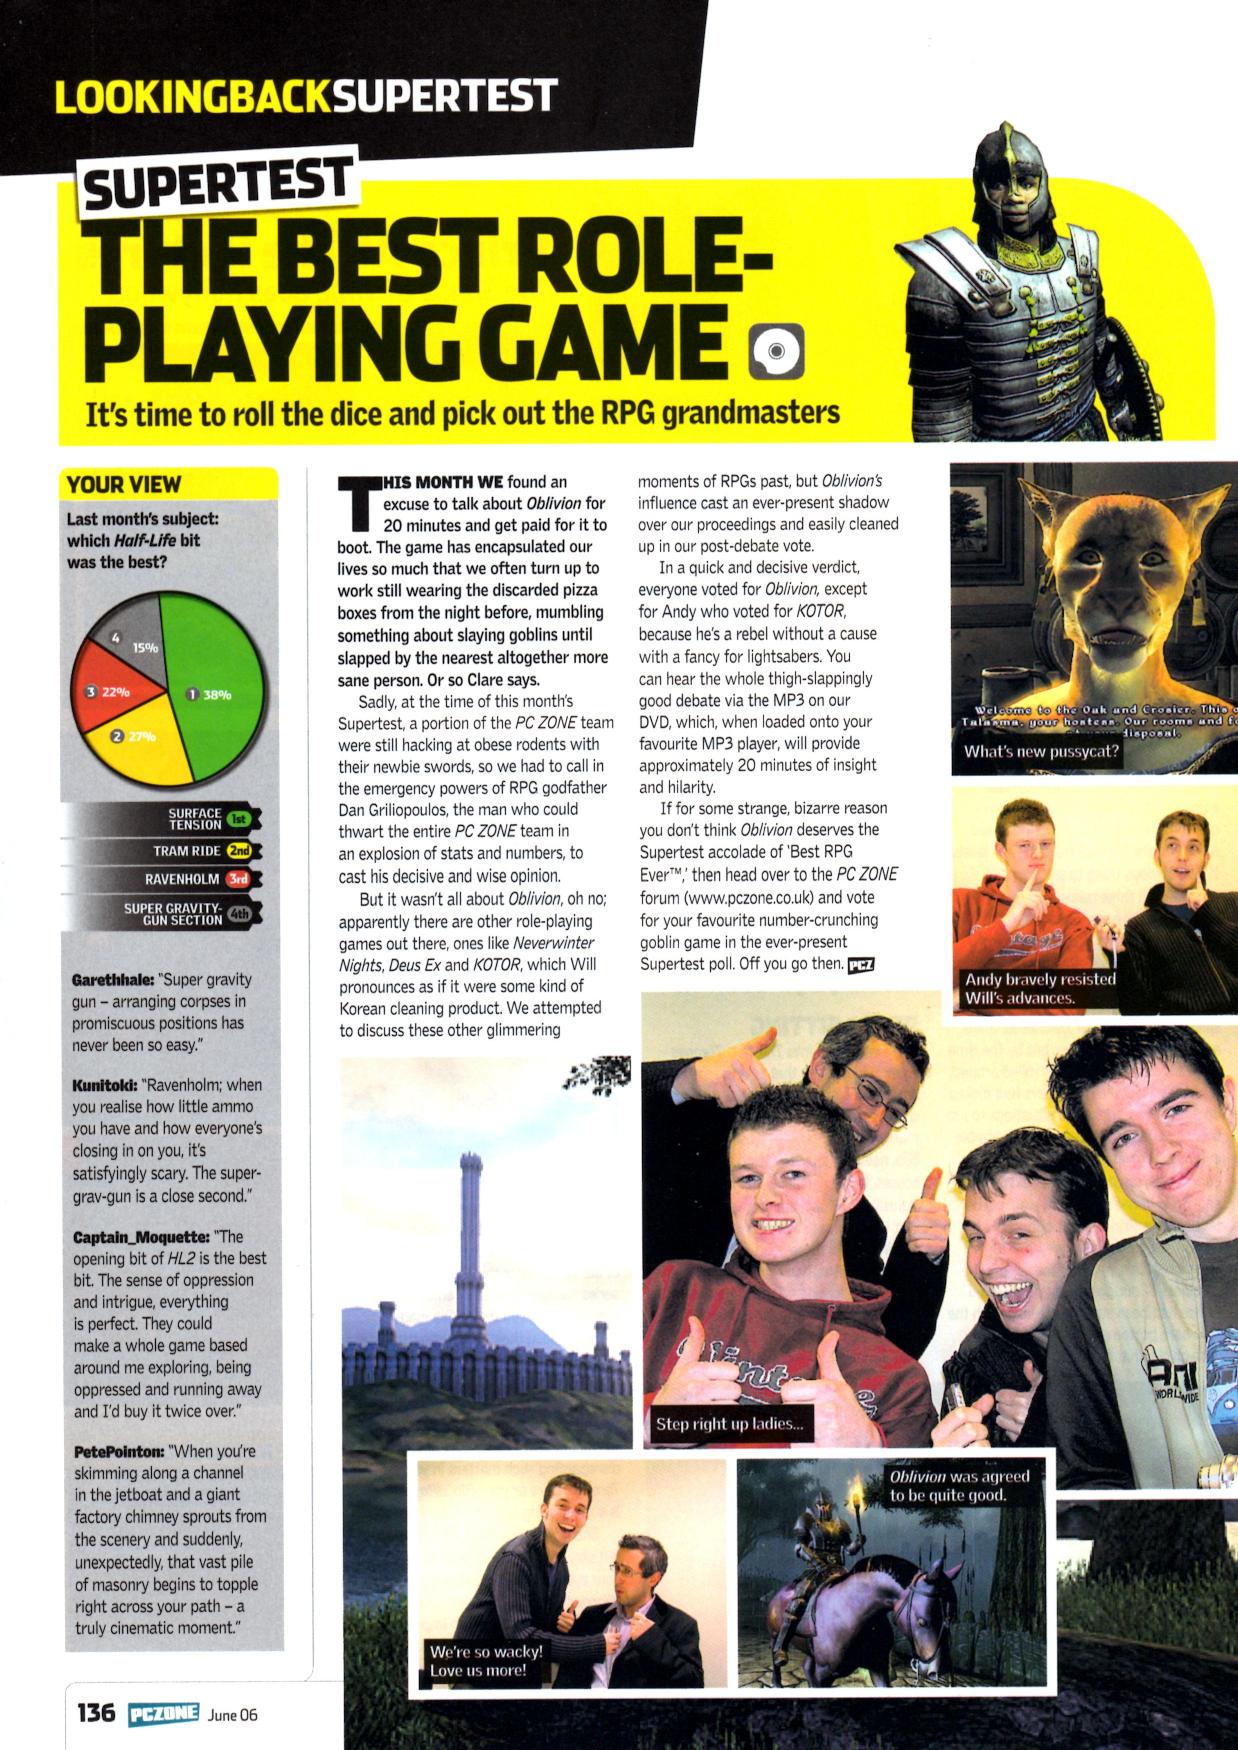 LOOKINGBACKSUPERTEST
SUPERTEST
THE BEST ROLE-
PLAYING GAME
It's time to roll the dice and pick out the RPG grandmasters
YOUR VIEW
Last month's subject:
which Half-Life bit
was the best?
4
15%
3 22%
1 38%
2 27%
SURFACE
TENSION 1st
TRAM RIDE 2nd
RAVENHOLM 3rd
SUPER GRAVITY-
GUN SECTION 4th
Garethhale: "Super gravity
gun – arranging corpses in
promiscuous positions has
never been so easy."
Kunitoki: "Ravenholm; when
you realise how little ammo
you have and how everyone's
closing in on you, it's
satisfyingly scary. The super-
grav-gun is a close second."
Captain_Moquette: "The
opening bit of HL2 is the best
bit. The sense of oppression
and intrigue, everything
is perfect. They could
make a whole game based
around me exploring, being
oppressed and running away
and I'd buy it twice over."
PetePointon: "When you're
skimming along a channel
in the jetboat and a giant
factory chimney sprouts from
the scenery and suddenly,
unexpectedly, that vast pile
of masonry begins to topple
right across your path – a
truly cinematic moment."
THIS MONTH WE found an
excuse to talk about Oblivion for
20 minutes and get paid for it to
boot. The game has encapsulated our
lives so much that we often turn up to
work still wearing the discarded pizza
boxes from the night before, mumbling
something about slaying goblins until
slapped by the nearest altogether more
sane person. Or so Clare says.
Sadly, at the time of this month's
Supertest, a portion of the PC ZONE team
were still hacking at obese rodents with
their newbie swords, so we had to call in
the emergency powers of RPG godfather
Dan Griliopoulos, the man who could
thwart the entire PC ZONE team in
an explosion of stats and numbers, to
cast his decisive and wise opinion.
But it wasn't all about Oblivion, oh no;
apparently there are other role-playing
games out there, ones like Neverwinter
Nights, Deus Ex and KOTOR, which Will
pronounces as if it were some kind of
Korean cleaning product. We attempted
to discuss these other glimmering
moments of RPGs past, but Oblivion's
influence cast an ever-present shadow
over our proceedings and easily cleaned
up in our post-debate vote.
In a quick and decisive verdict,
everyone voted for Oblivion, except
for Andy who voted for KOTOR,
because he's a rebel without a cause
with a fancy for lightsabers. You
can hear the whole thigh-slappingly
good debate via the MP3 on our
DVD, which, when loaded onto your
favourite MP3 player, will provide
approximately 20 minutes of insight
and hilarity.
If for some strange, bizarre reason
you don't think Oblivion deserves the
Supertest accolade of 'Best RPG
Ever™,' then head over to the PC ZONE
forum (www.pczone.co.uk) and vote
for your favourite number-crunching
goblin game in the ever-present
Supertest poll. Off you go then. PCZ
Welcome to the Oak and Crosier. This
Talasma, your hostess. Our rooms and
disposal.
What's new pussycat?
Andy bravely resisted
Will's advances.
Step right up ladies...
We're so wacky!
Love us more!
Oblivion was agreed
to be quite good.
136 PCZONE June 06